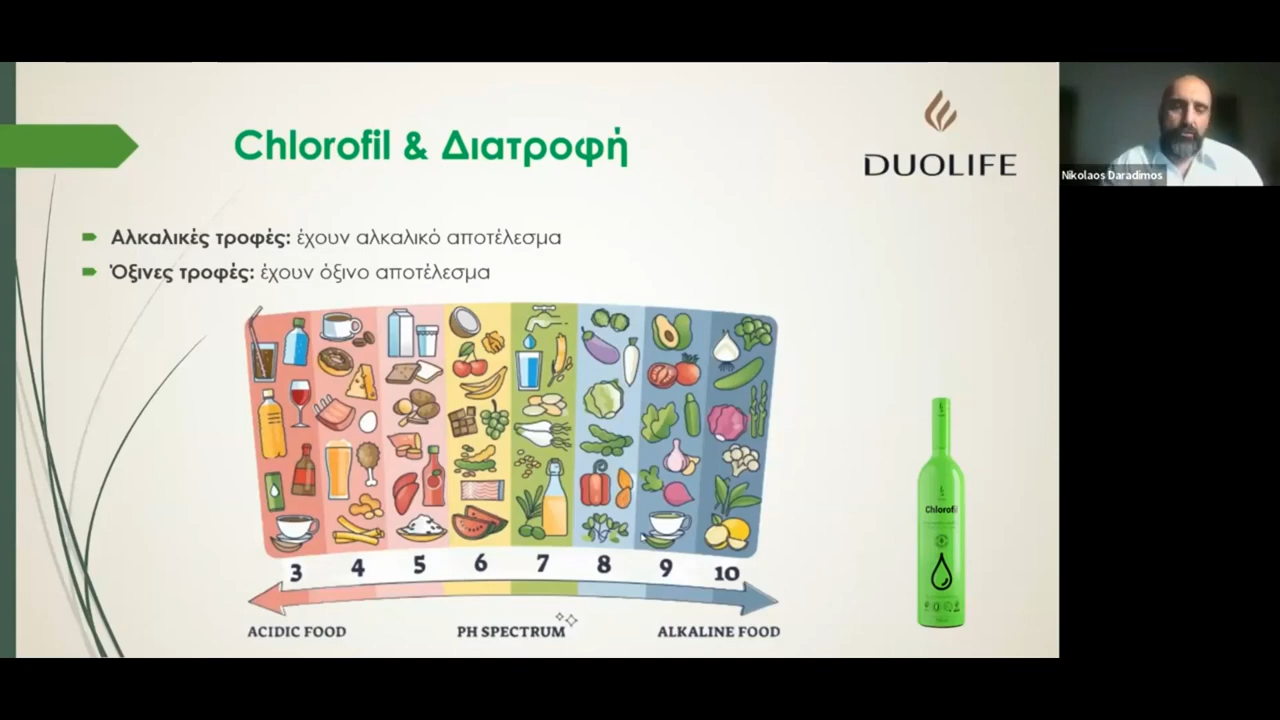 Chlorofil & Διατροφή
DUOLIFE
Nikolaos Daradimos
Αλκαλικές τροφές: έχουν αλκαλικό αποτέλεσμα
Όξινες τροφές: έχουν όξινο αποτέλεσμα
3 4 5 6 7 8 9 10
ACIDIC FOOD
PH SPECTRUM
ALKALINE FOOD
Chlorofil